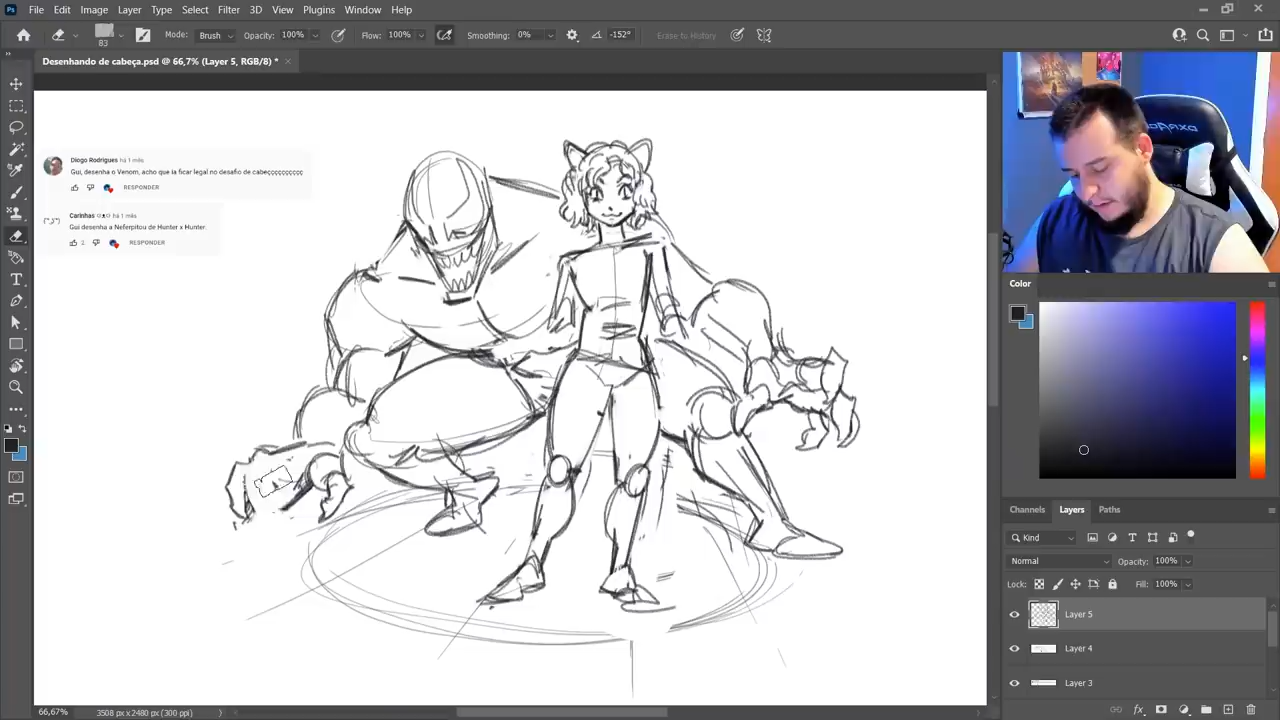 File Edit Image Layer Type Select Filter 3D View Plugins Window Help
83 Mode: Brush Opacity: 100% Flow: 100% Smoothing: 0% -152° Erase to History
Desenhando de cabeça.psd @ 66,7% (Layer 5, RGB/8) *
Diogo Rodrigues há 1 mês
Gui, desenha o Venom, acho que ia ficar legal no desafio de cabeçççççççççç
RESPONDER
Carinhas há 1 mês
Gui desenha a Neferpitou de Hunter x Hunter.
2 RESPONDER
Color
Channels Layers Paths
Kind
Normal Opacity: 100%
Lock: Fill: 100%
Layer 5
Layer 4
Layer 3
66,67% 3508 px x 2480 px (300 ppi)